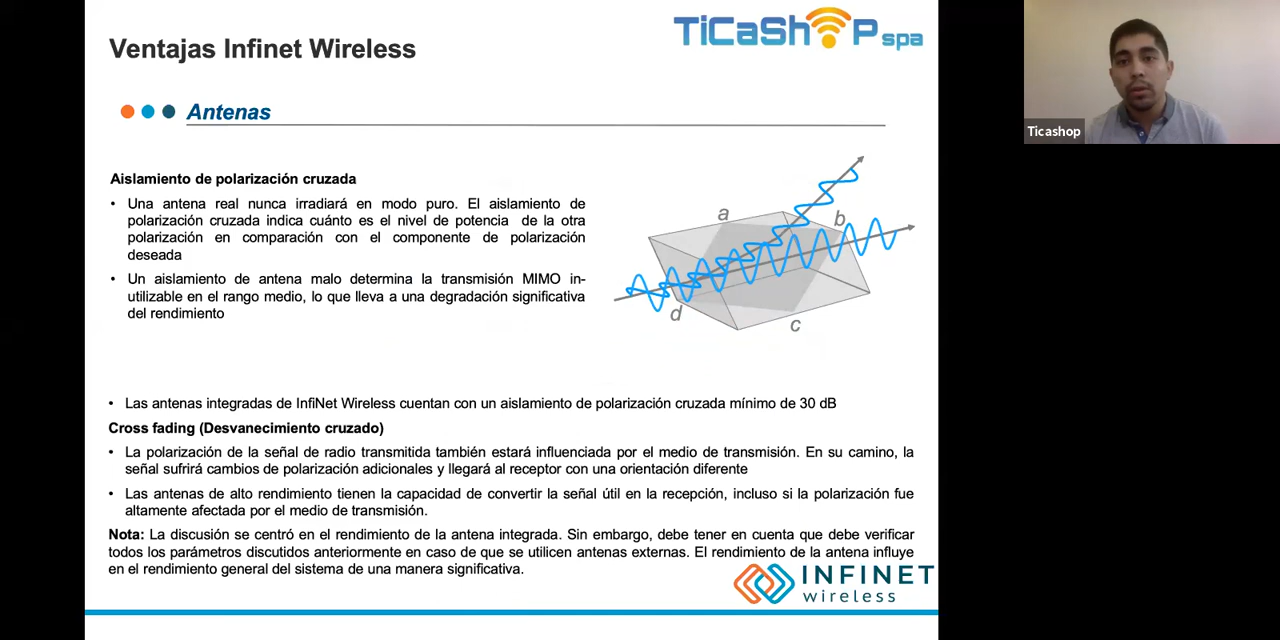 Ventajas Infinet Wireless
TiCaShOP spa
Ticashop
Antenas
Aislamiento de polarización cruzada
• Una antena real nunca irradiará en modo puro. El aislamiento de
polarización cruzada indica cuánto es el nivel de potencia de la otra
polarización en comparación con el componente de polarización
deseada
• Un aislamiento de antena malo determina la transmisión MIMO in-
utilizable en el rango medio, lo que lleva a una degradación significativa
del rendimiento
a
b
d
c
• Las antenas integradas de InfiNet Wireless cuentan con un aislamiento de polarización cruzada mínimo de 30 dB
Cross fading (Desvanecimiento cruzado)
• La polarización de la señal de radio transmitida también estará influenciada por el medio de transmisión. En su camino, la
señal sufrirá cambios de polarización adicionales y llegará al receptor con una orientación diferente
• Las antenas de alto rendimiento tienen la capacidad de convertir la señal útil en la recepción, incluso si la polarización fue
altamente afectada por el medio de transmisión.
Nota: La discusión se centró en el rendimiento de la antena integrada. Sin embargo, debe tener en cuenta que debe verificar
todos los parámetros discutidos anteriormente en caso de que se utilicen antenas externas. El rendimiento de la antena influye
en el rendimiento general del sistema de una manera significativa.
INFINET
wireless